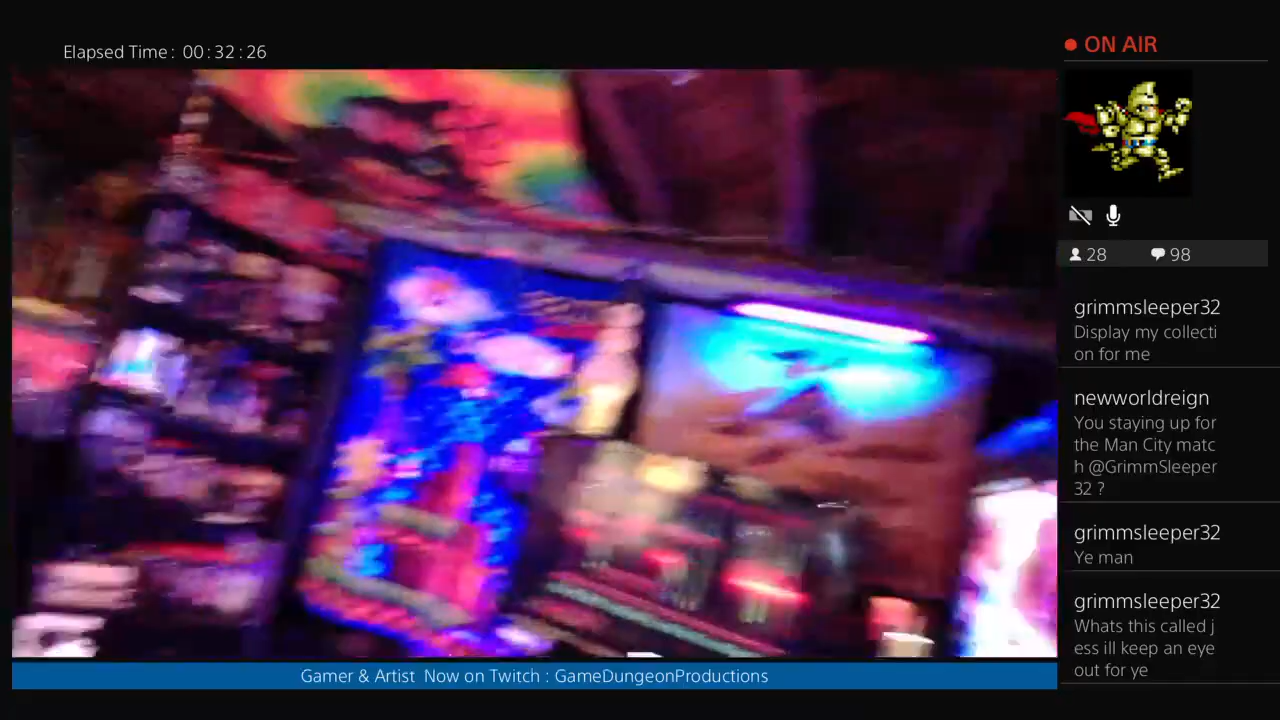 Elapsed Time: 00:32:26
ON AIR
28 98
grimmsleeper32
Display my collecti
on for me
newworldreign
You staying up for
the Man City matc
h @GrimmSleeper
32 ?
grimmsleeper32
Ye man
grimmsleeper32
Whats this called j
ess ill keep an eye
out for ye
Gamer & Artist Now on Twitch : GameDungeonProductions